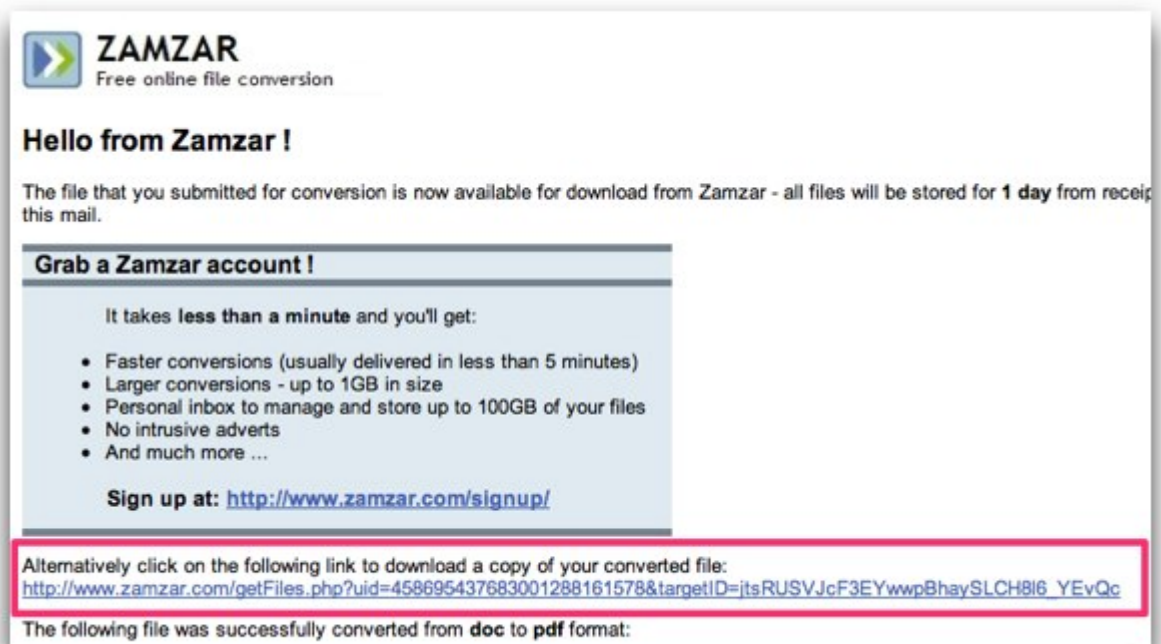 ZAMZAR
Free online file conversion
Hello from Zamzar !
The file that you submitted for conversion is now available for download from Zamzar - all files will be stored for 1 day from receip
this mail.
Grab a Zamzar account !
It takes less than a minute and you'll get:
• Faster conversions (usually delivered in less than 5 minutes)
• Larger conversions - up to 1GB in size
• Personal inbox to manage and store up to 100GB of your files
• No intrusive adverts
• And much more ...
Sign up at: http://www.zamzar.com/signup/
Alternatively click on the following link to download a copy of your converted file:
http://www.zamzar.com/getFiles.php?uid=4586954376830012881615​78&targetID=jtsRUSVJcF3EYwwpBhaySLCH8l6_YEvQc
The following file was successfully converted from doc to pdf format: